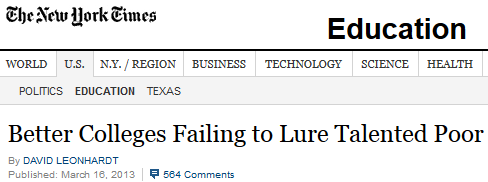 The New York Times
Education
WORLD U.S. N.Y. / REGION BUSINESS TECHNOLOGY SCIENCE HEALTH
POLITICS EDUCATION TEXAS
Better Colleges Failing to Lure Talented Poor
By DAVID LEONHARDT
Published: March 16, 2013 564 Comments